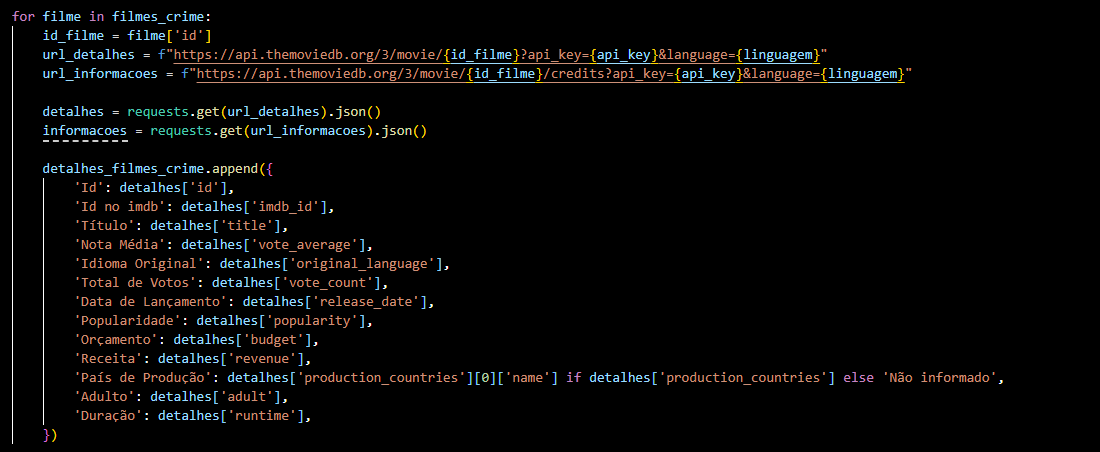 for filme in filmes_crime:
    id_filme = filme['id']
    url_detalhes = f"https://api.themoviedb.org/3/movie/{id_filme}?api_key={api_key}&language={linguagem}"
    url_informacoes = f"https://api.themoviedb.org/3/movie/{id_filme}/credits?api_key={api_key}&language={linguagem}"
    detalhes = requests.get(url_detalhes).json()
    informacoes = requests.get(url_informacoes).json()
    detalhes_filmes_crime.append({
        'Id': detalhes['id'],
        'Id no imdb': detalhes['imdb_id'],
        'Título': detalhes['title'],
        'Nota Média': detalhes['vote_average'],
        'Idioma Original': detalhes['original_language'],
        'Total de Votos': detalhes['vote_count'],
        'Data de Lançamento': detalhes['release_date'],
        'Popularidade': detalhes['popularity'],
        'Orçamento': detalhes['budget'],
        'Receita': detalhes['revenue'],
        'País de Produção': detalhes['production_countries'][0]['name'] if detalhes['production_countries'] else 'Não informado',
        'Adulto': detalhes['adult'],
        'Duração': detalhes['runtime'],
    })